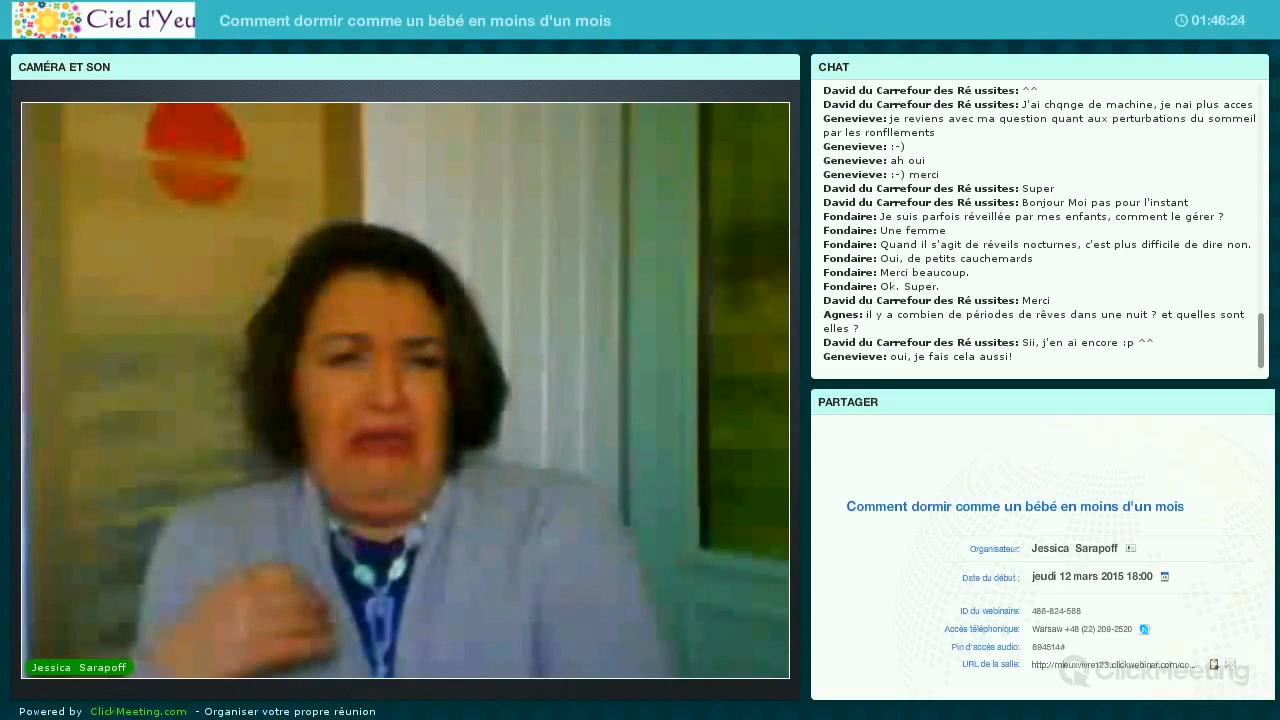 Ciel d'Yeu
Comment dormir comme un bébé en moins d'un mois
01:46:24
CAMÉRA ET SON
Jessica Sarapoff
CHAT
David du Carrefour des Ré ussites: ^^
David du Carrefour des Ré ussites: J'ai chqnge de machine, je nai plus acces
Genevieve: je reviens avec ma question quant aux perturbations du sommeil
par les ronfllements
Genevieve: :-)
Genevieve: ah oui
Genevieve: :-) merci
David du Carrefour des Ré ussites: Super
David du Carrefour des Ré ussites: Bonjour Moi pas pour l'instant
Fondaire: Je suis parfois réveillée par mes enfants, comment le gérer ?
Fondaire: Une femme
Fondaire: Quand il s'agit de réveils nocturnes, c'est plus difficile de dire non.
Fondaire: Oui, de petits cauchemards
Fondaire: Merci beaucoup.
Fondaire: Ok. Super.
David du Carrefour des Ré ussites: Merci
Agnes: il y a combien de périodes de rêves dans une nuit ? et quelles sont
elles ?
David du Carrefour des Ré ussites: Sii, j'en ai encore :p ^^
Genevieve: oui, je fais cela aussi!
PARTAGER
Comment dormir comme un bébé en moins d'un mois
Organisateur: Jessica Sarapoff
Date du début : jeudi 12 mars 2015 18:00
ID du webinaire: 466-824-568
Accès téléphonique: Warsaw +48 (22) 209-2520
Pin d'accès audio: 694514#
URL de la salle: http://mieuxvivre123.clickwebinar.com/co...
ClickMeeting
Powered by ClickMeeting.com - Organiser votre propre réunion